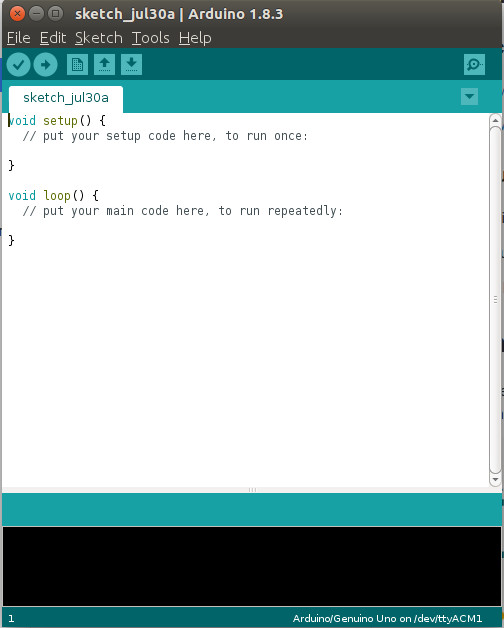 sketch_jul30a | Arduino 1.8.3
File Edit Sketch Tools Help
sketch_jul30a
void setup() {
  // put your setup code here, to run once:
}
void loop() {
  // put your main code here, to run repeatedly:
}
1 Arduino/Genuino Uno on /dev/ttyACM1